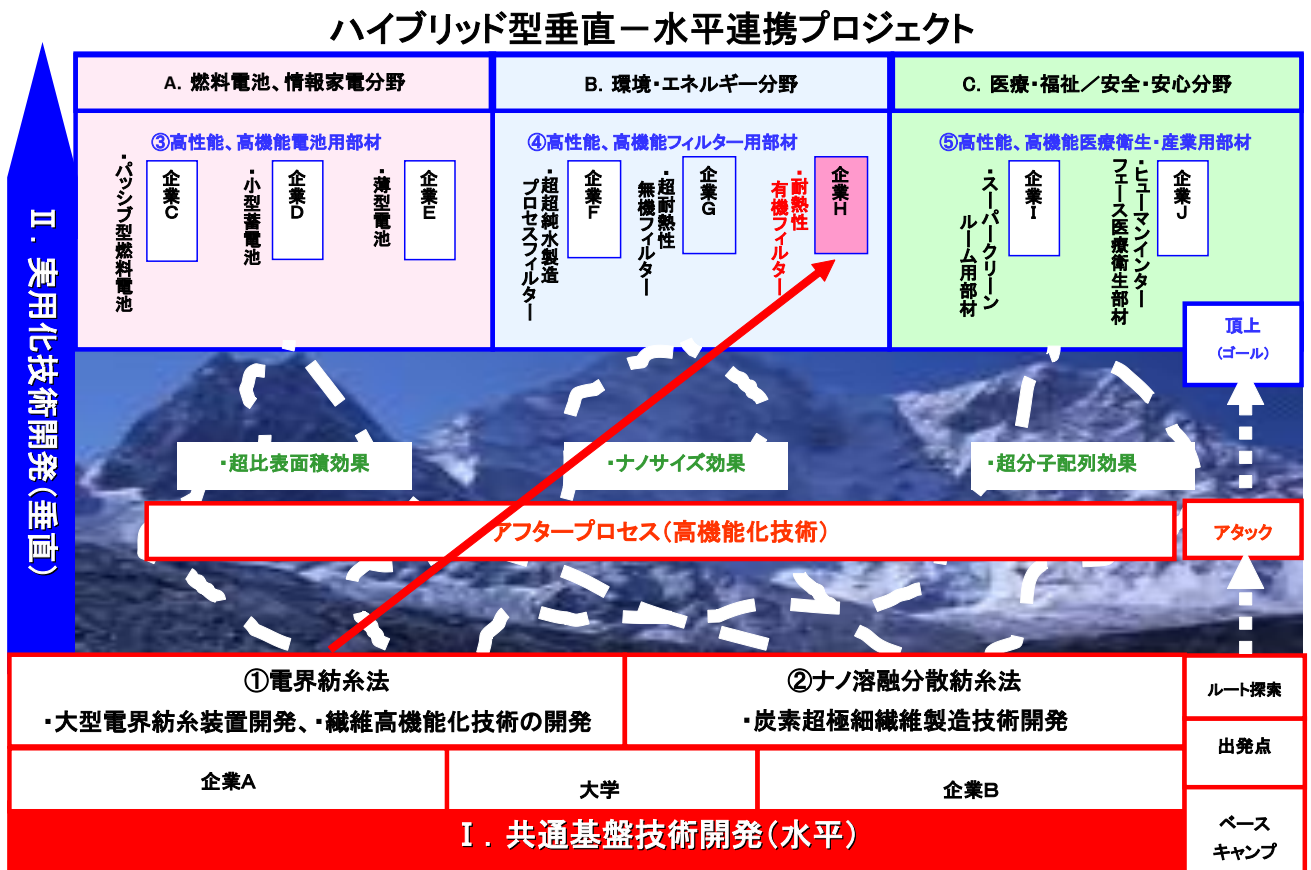 ハイブリッド型垂直－水平連携プロジェクト
A. 燃料電池、情報家電分野
B. 環境・エネルギー分野
C. 医療・福祉／安全・安心分野
③高性能、高機能電池用部材
④高性能、高機能フィルター用部材
⑤高性能、高機能医療衛生・産業用部材
企業C
・パッシブ型燃料電池
企業D
・小型蓄電池
企業E
・薄型電池
企業F
・超超純水製造
プロセスフィルター
企業G
・超耐熱性
無機フィルター
企業H
・耐熱性
有機フィルター
企業I
・スーパークリーン
ルーム用部材
企業J
・ヒューマンインター
フェース医療衛生部材
Ⅱ．実用化技術開発（垂直）
頂上
（ゴール）
・超比表面積効果
・ナノサイズ効果
・超分子配列効果
アフタープロセス（高機能化技術）
アタック
①電界紡糸法
・大型電界紡糸装置開発、・繊維高機能化技術の開発
②ナノ溶融分散紡糸法
・炭素超極細繊維製造技術開発
ルート探索
出発点
企業A
大学
企業B
Ⅰ．共通基盤技術開発（水平）
ベース
キャンプ